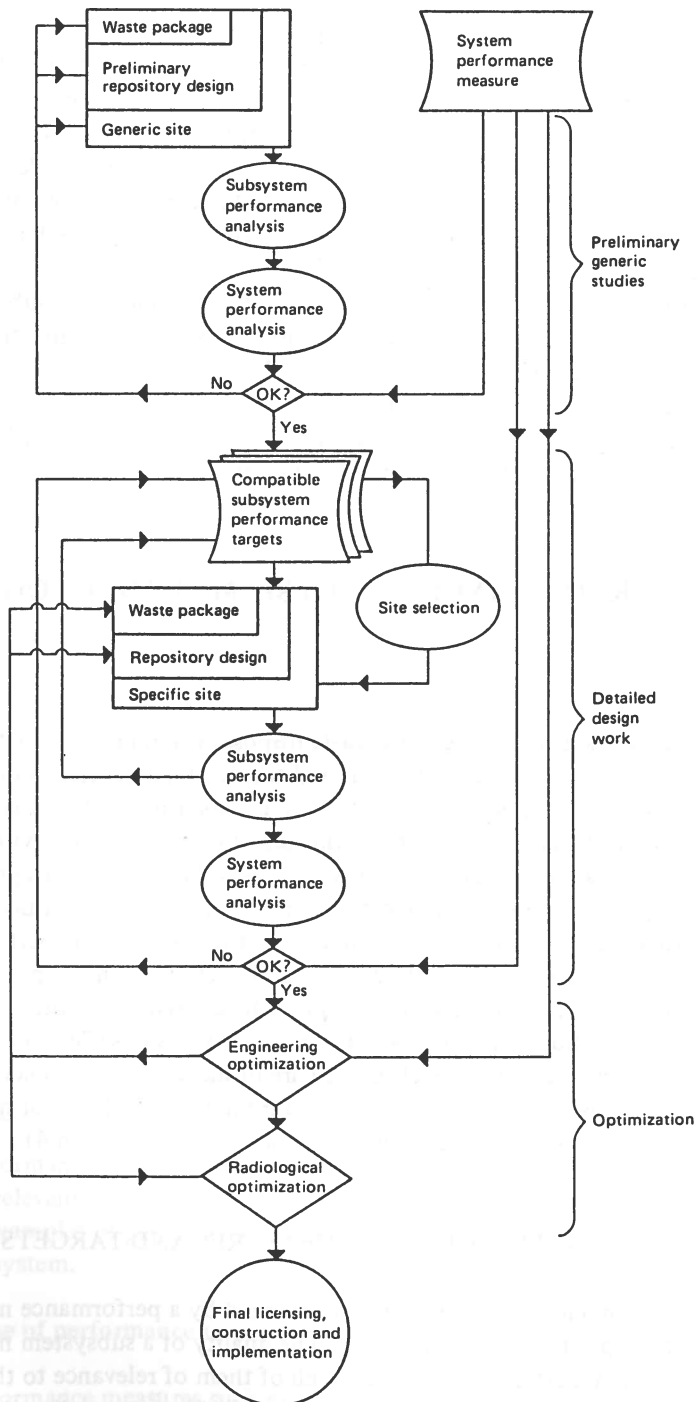 Waste package
Preliminary
repository design
Generic site
System
performance
measure
Subsystem
performance
analysis
System
performance
analysis
Preliminary
generic
studies
No
OK?
Yes
Compatible
subsystem
performance
targets
Site selection
Waste package
Repository design
Specific site
Subsystem
performance
analysis
Detailed
design
work
System
performance
analysis
No
OK?
Yes
Engineering
optimization
Optimization
Radiological
optimization
Final licensing,
construction and
implementation